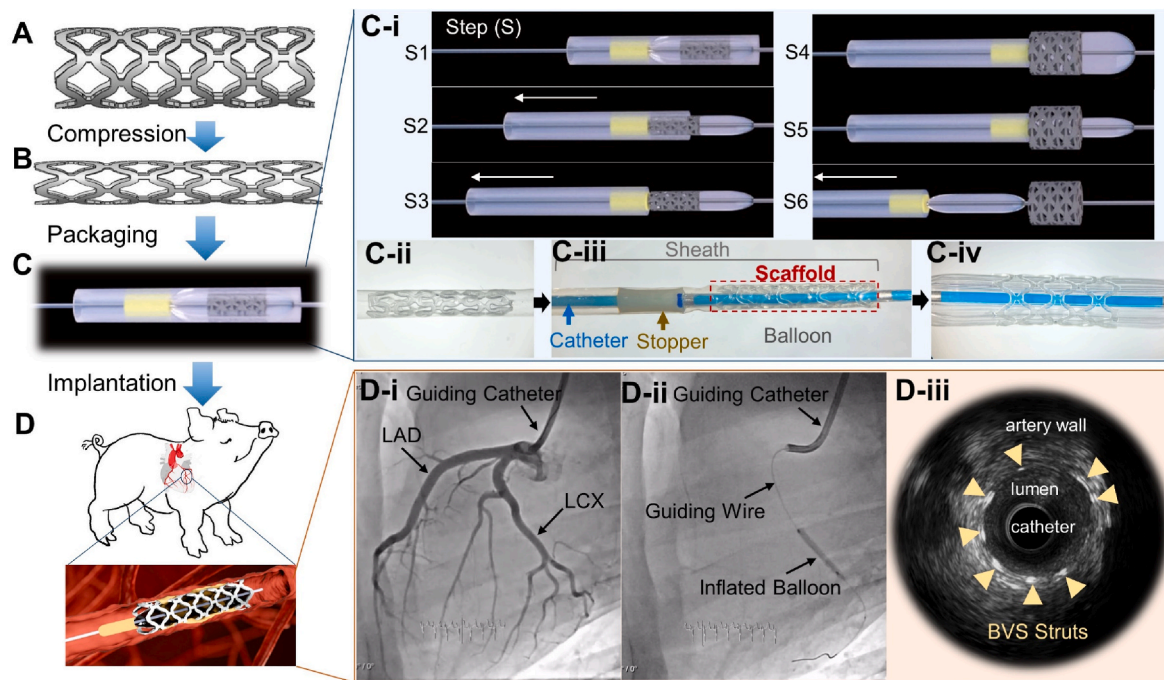 A
Compression
B
Packaging
C
Implantation
D
C-i
Step (S)
S1
S2
S3
S4
S5
S6
C-ii
C-iii
Sheath
Scaffold
Catheter
Stopper
Balloon
C-iv
D-i
Guiding Catheter
LAD
LCX
D-ii
Guiding Catheter
Guiding Wire
Inflated Balloon
D-iii
artery wall
lumen
catheter
BVS Struts